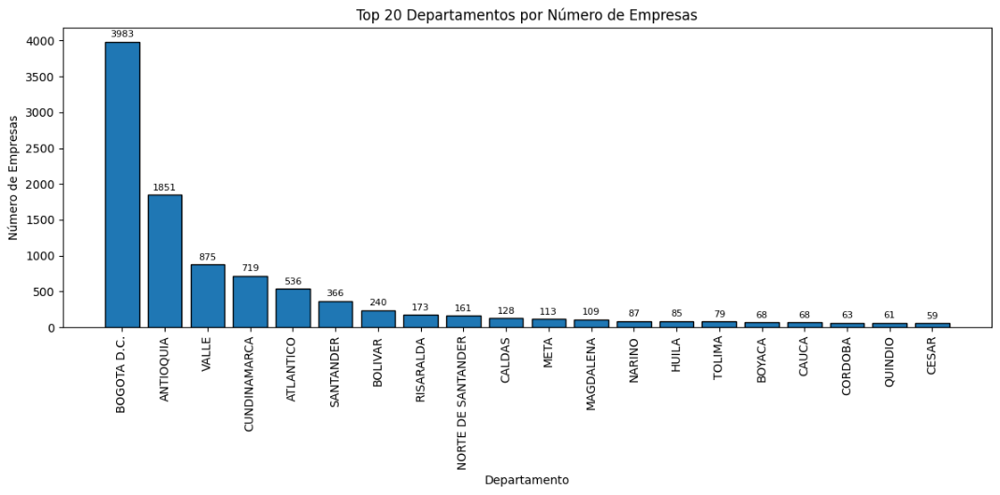 Top 20 Departamentos por Número de Empresas
Número de Empresas
4000
3500
3000
2500
2000
1500
1000
500
0
3983
1851
875
719
536
366
240
173
161
128
113
109
87
85
79
68
68
63
61
59
BOGOTA D.C.
ANTIOQUIA
VALLE
CUNDINAMARCA
ATLANTICO
SANTANDER
BOLIVAR
RISARALDA
NORTE DE SANTANDER
CALDAS
META
MAGDALENA
NARINO
HUILA
TOLIMA
BOYACA
CAUCA
CORDOBA
QUINDIO
CESAR
Departamento